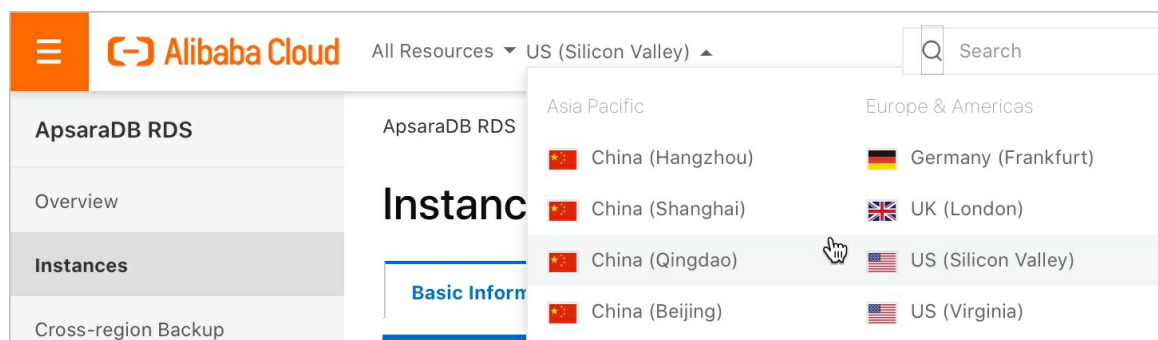 Alibaba Cloud
All Resources
US (Silicon Valley)
Search
ApsaraDB RDS
Overview
Instances
Cross-region Backup
ApsaraDB RDS
Instanc
Basic Inforn
Asia Pacific
China (Hangzhou)
China (Shanghai)
China (Qingdao)
China (Beijing)
Europe & Americas
Germany (Frankfurt)
UK (London)
US (Silicon Valley)
US (Virginia)